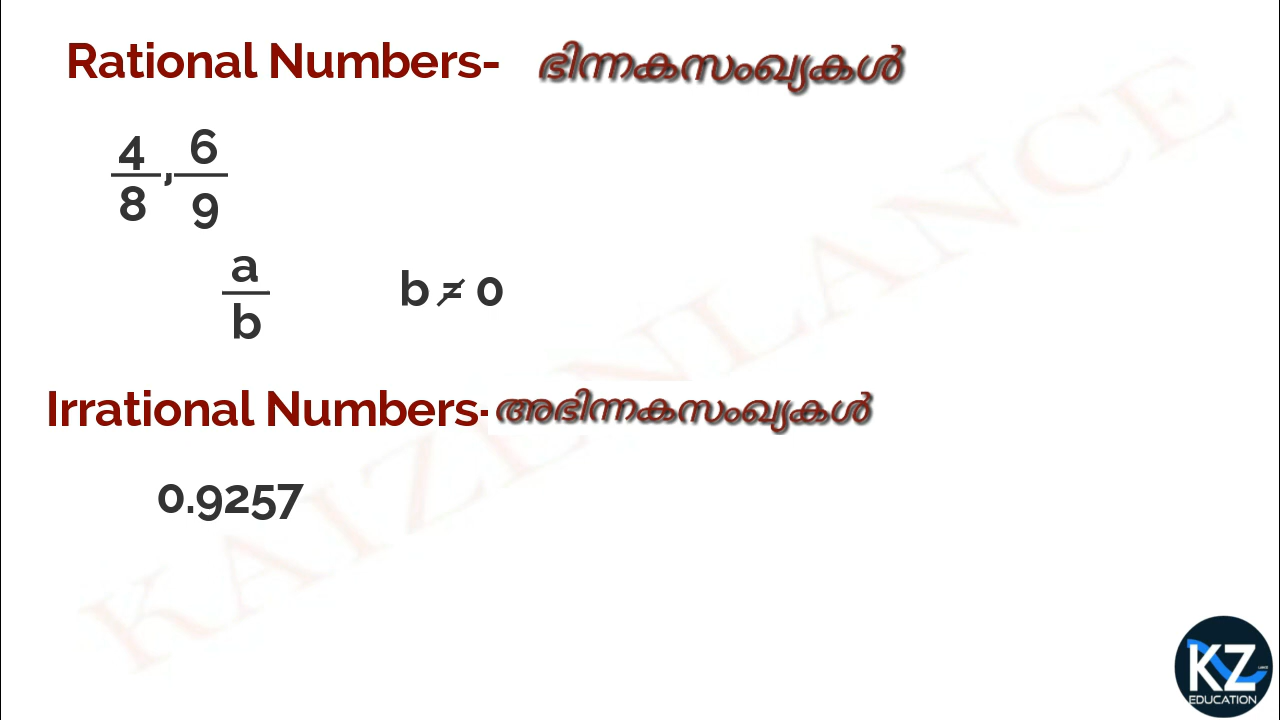 Rational Numbers- ഭിന്നകസംഖ്യകൾ
4 6
8 , 9
a
b
b ≠ 0
Irrational Numbers- അഭിന്നകസംഖ്യകൾ
0.9257
KAIZENLANCE
KZ
EDUCATION